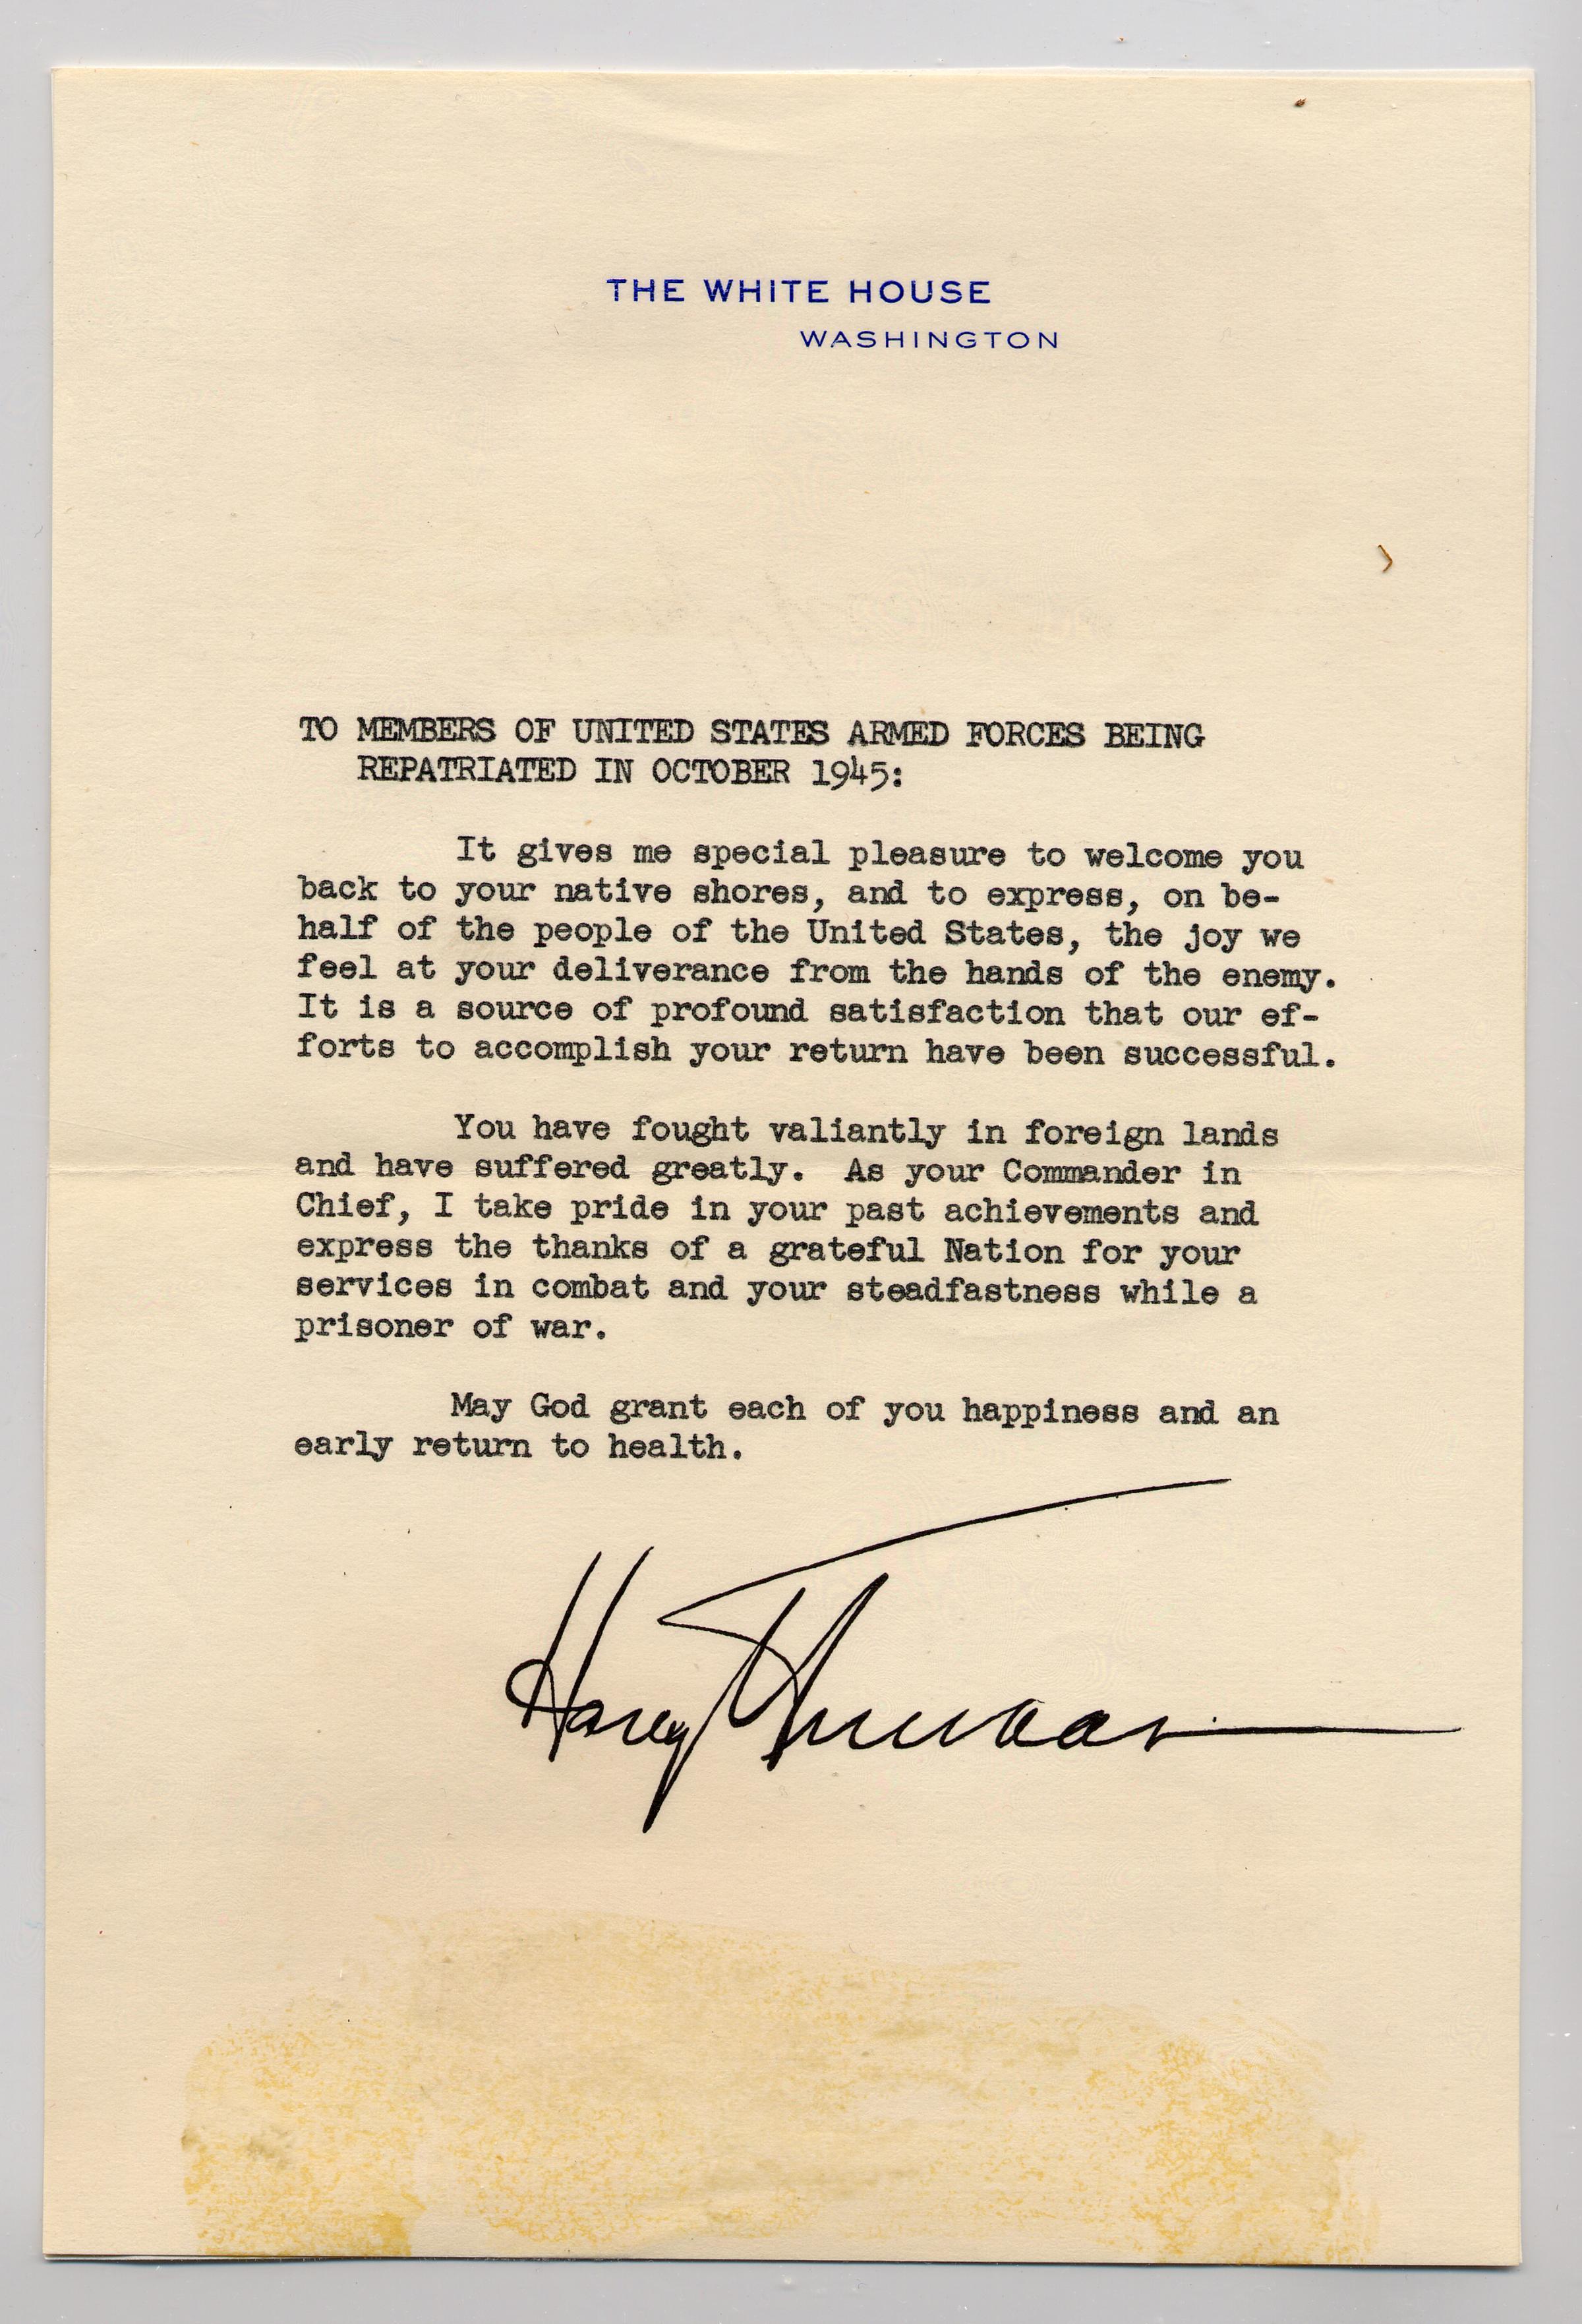 THE WHITE HOUSE
WASHINGTON
TO MEMBERS OF UNITED STATES ARMED FORCES BEING
REPATRIATED IN OCTOBER 1945:
It gives me special pleasure to welcome you
back to your native shores, and to express, on be-
half of the people of the United States, the joy we
feel at your deliverance from the hands of the enemy.
It is a source of profound satisfaction that our ef-
forts to accomplish your return have been successful.
You have fought valiantly in foreign lands
and have suffered greatly.  As your Commander in
Chief, I take pride in your past achievements and
express the thanks of a grateful Nation for your
services in combat and your steadfastness while a
prisoner of war.
May God grant each of you happiness and an
early return to health.
Harry Truman